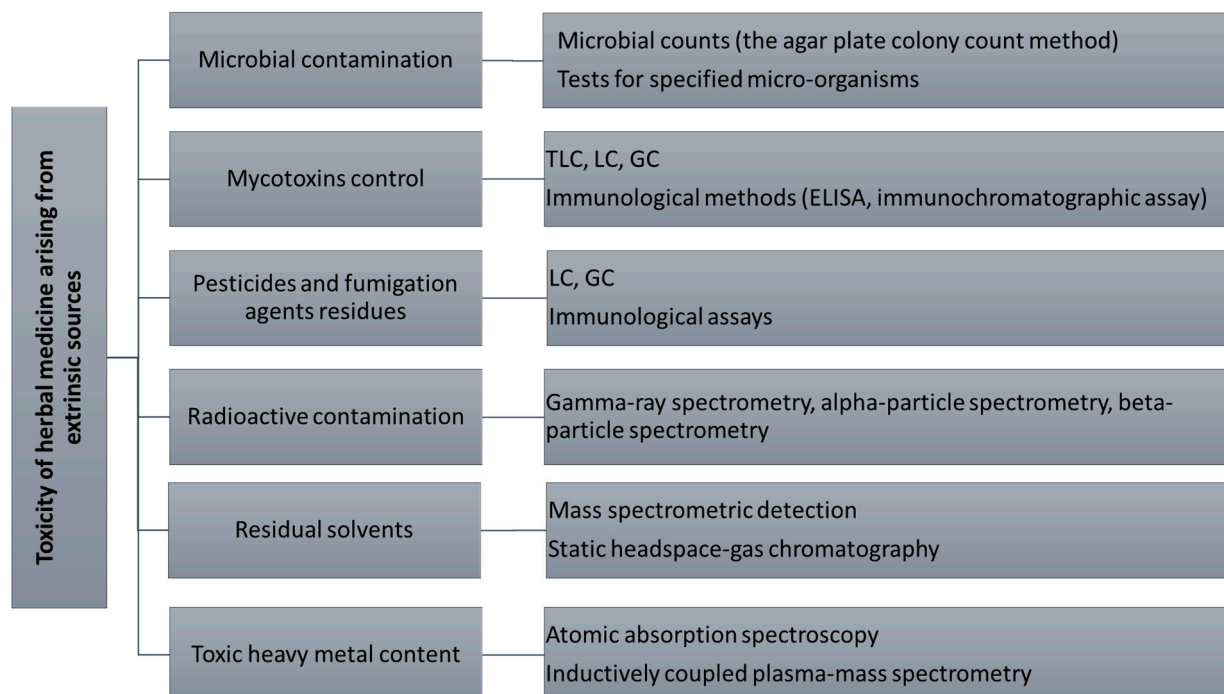 Toxicity of herbal medicine arising from
extrinsic sources
Microbial contamination
Microbial counts (the agar plate colony count method)
Tests for specified micro-organisms
Mycotoxins control
TLC, LC, GC
Immunological methods (ELISA, immunochromatographic assay)
Pesticides and fumigation
agents residues
LC, GC
Immunological assays
Radioactive contamination
Gamma-ray spectrometry, alpha-particle spectrometry, beta-
particle spectrometry
Residual solvents
Mass spectrometric detection
Static headspace-gas chromatography
Toxic heavy metal content
Atomic absorption spectroscopy
Inductively coupled plasma-mass spectrometry